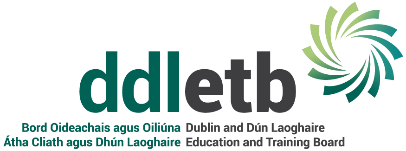 ddletb
Bord Oideachais agus Oiliúna Dublin and Dún Laoghaire
Átha Cliath agus Dhún Laoghaire Education and Training Board